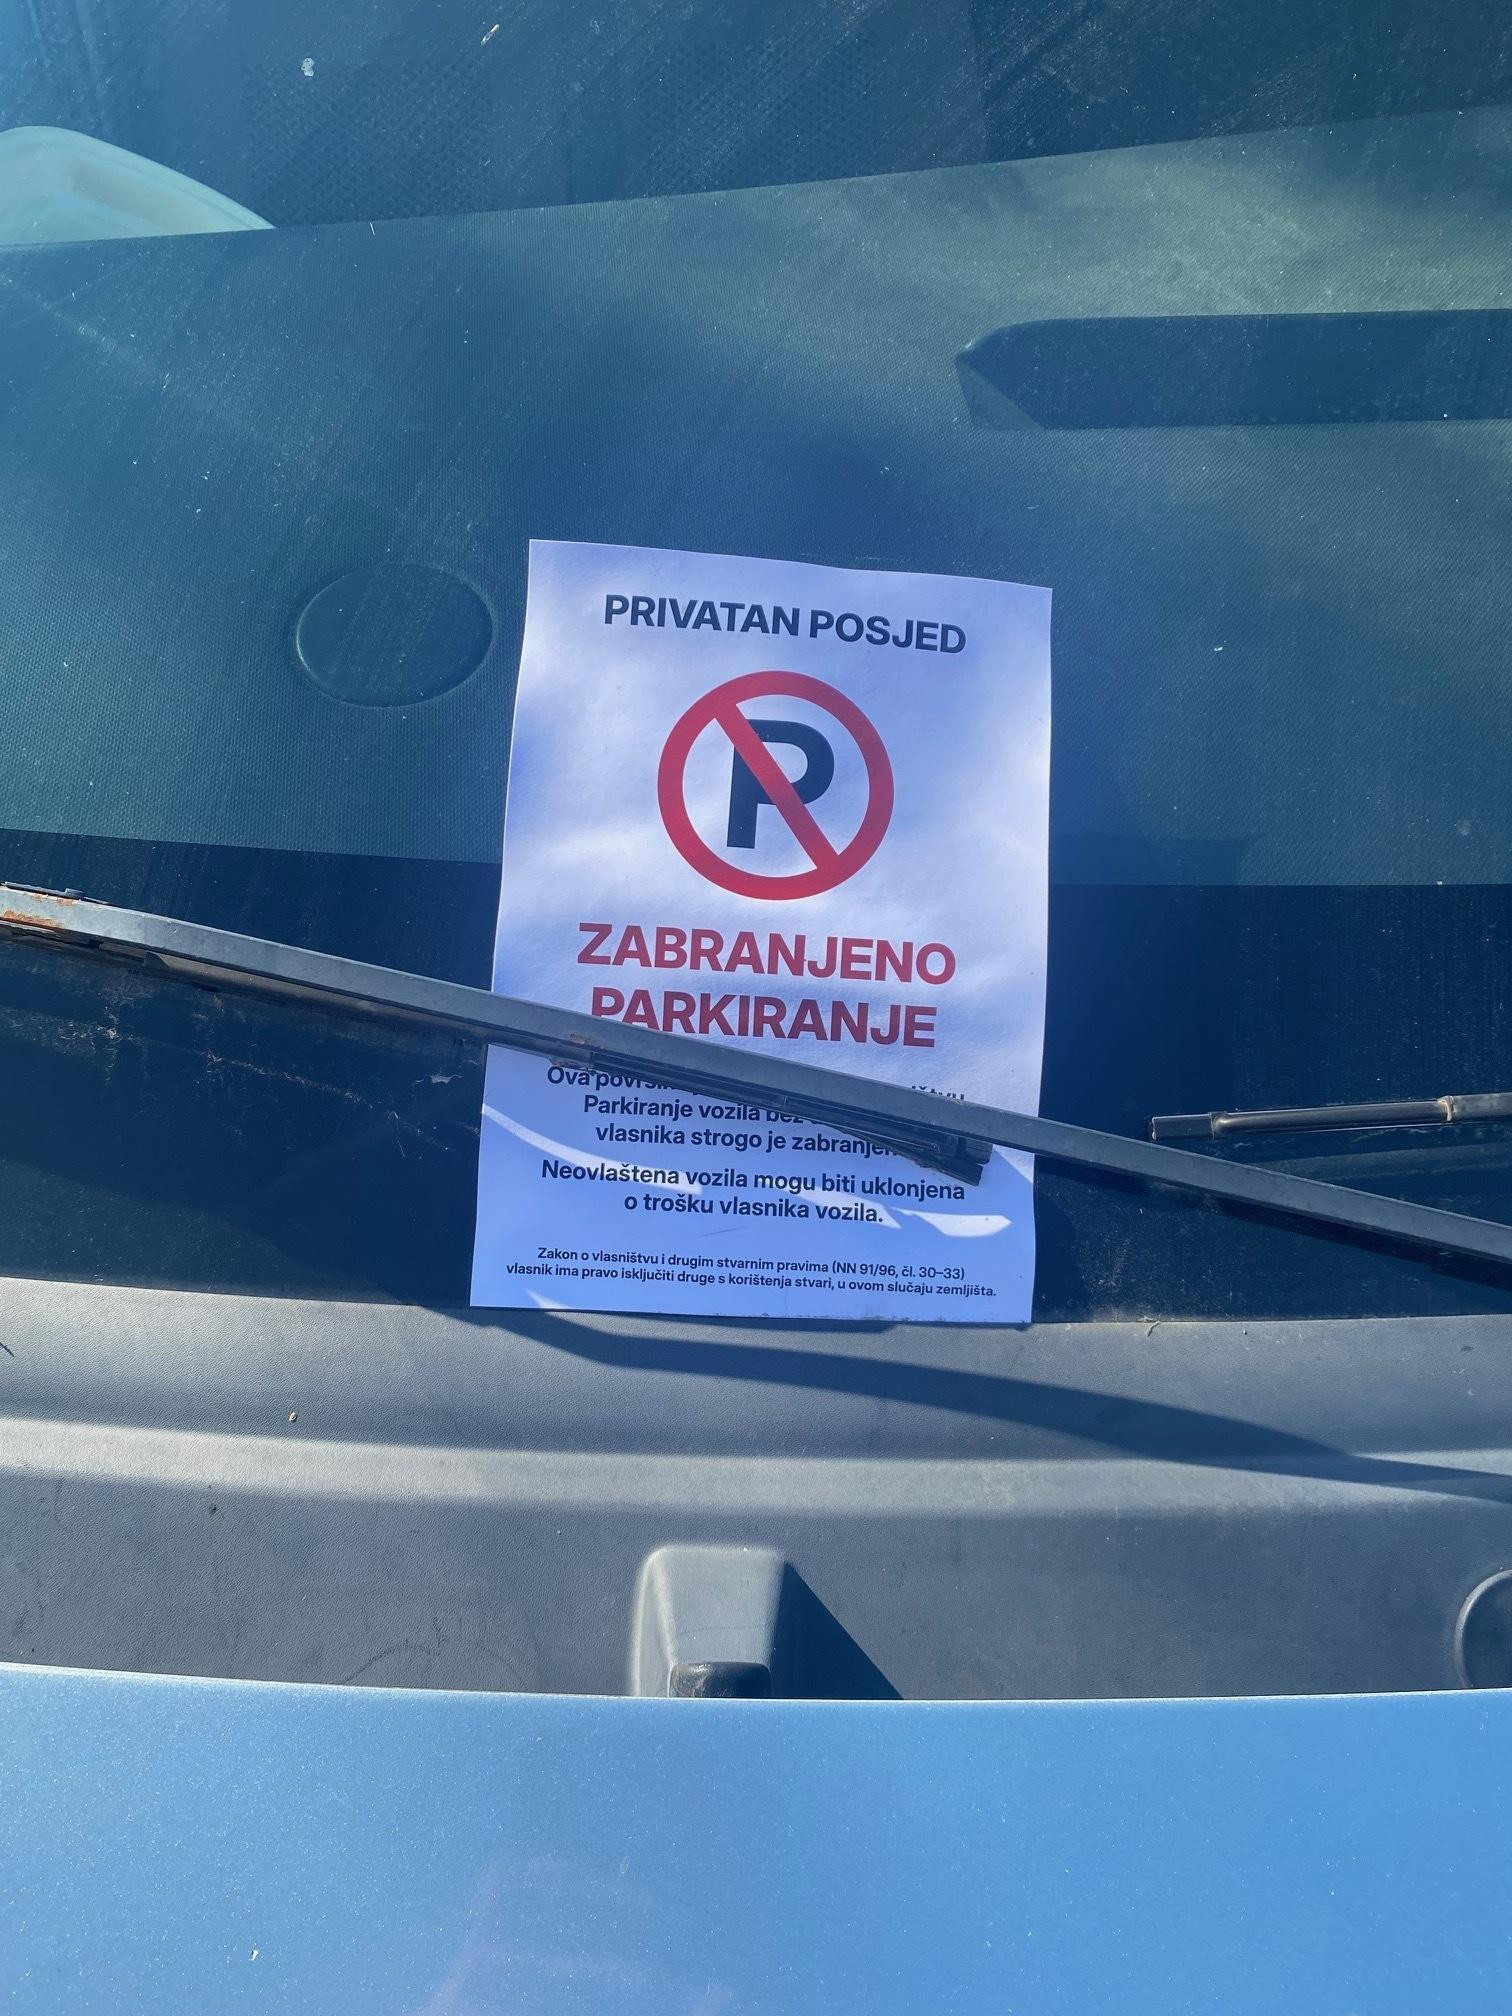 PRIVATAN POSJED
P
ZABRANJENO
PARKIRANJE
Ova
Parkiranje vozila bez
vlasnika strogo je
Neovlaštena vozila mogu biti uklonjena
o trošku vlasnika vozila.
Zakon o vlasništvu i drugim stvarnim pravima (NN 91/96, čl. 30–33)
vlasnik ima pravo isključiti druge s korištenja stvari, u ovom slučaju zemljišta.